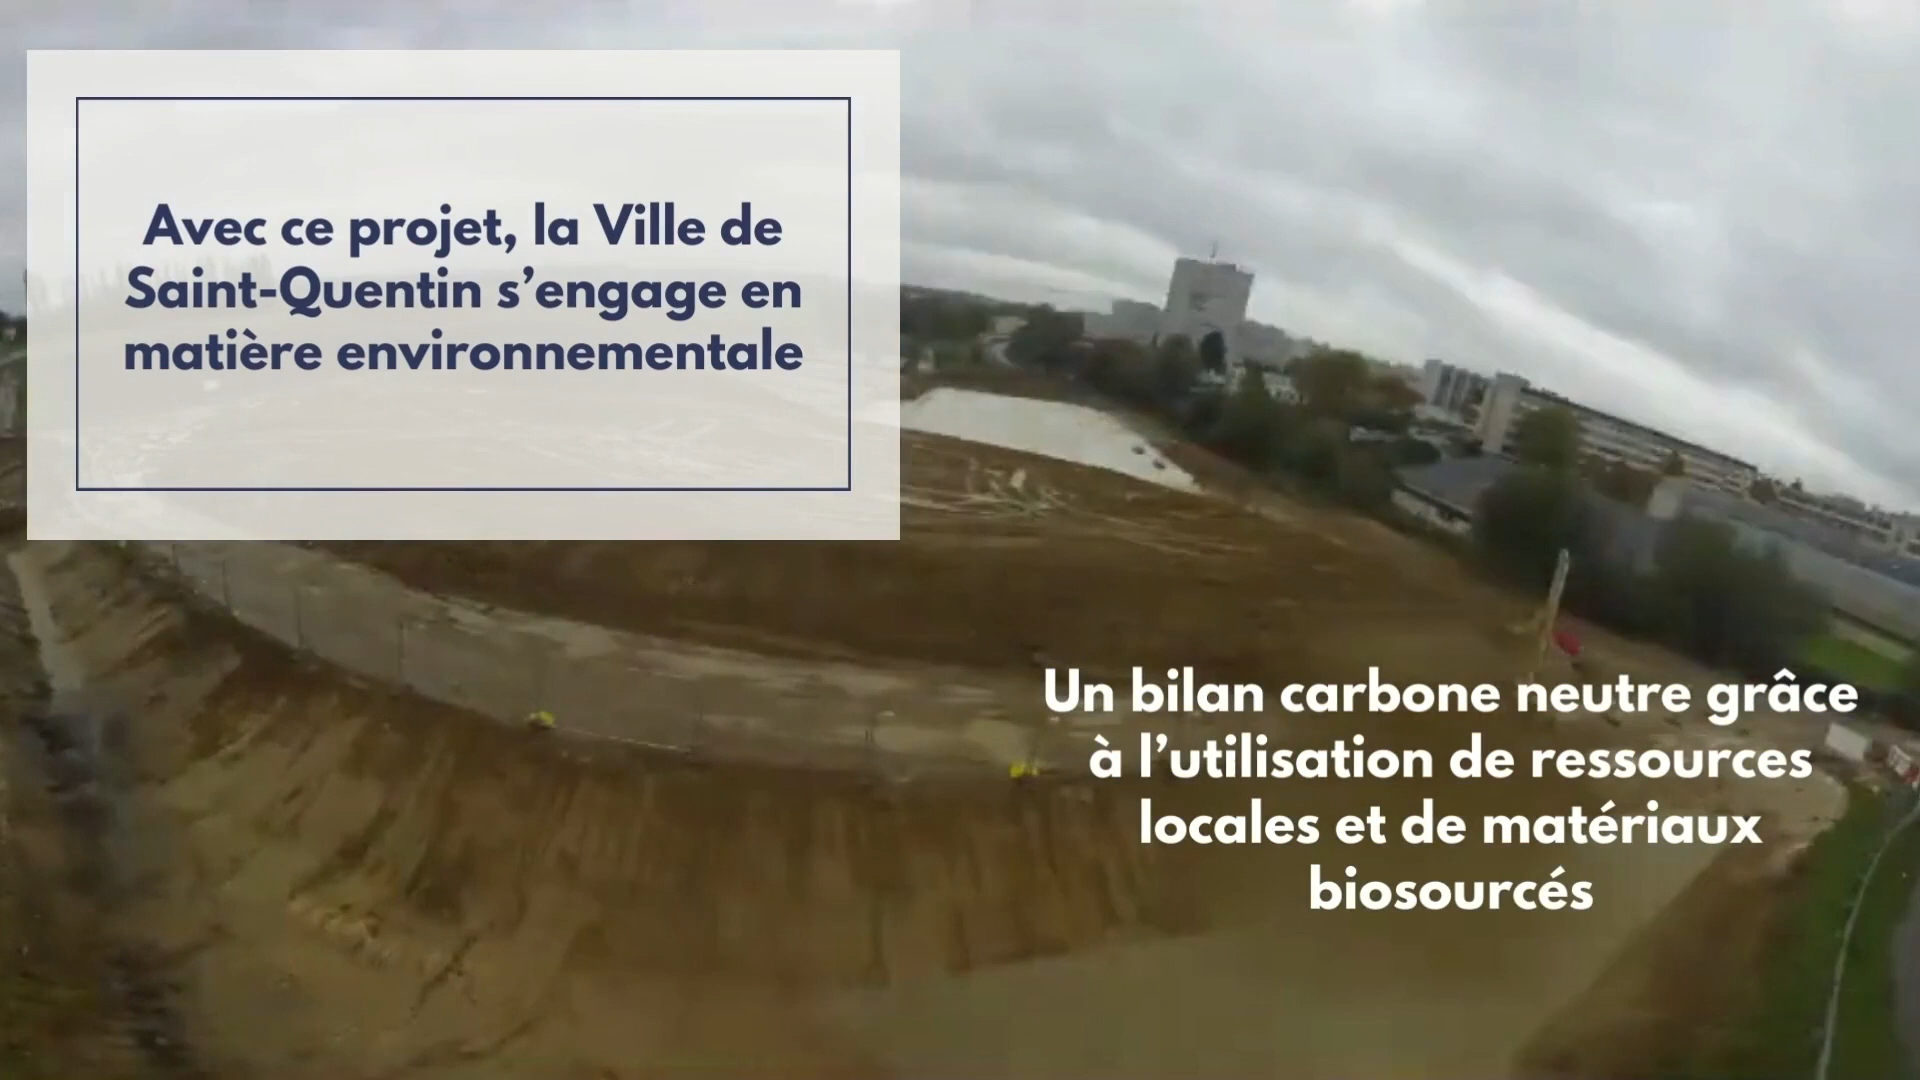 Avec ce projet, la Ville de
Saint-Quentin s’engage en
matière environnementale
Un bilan carbone neutre grâce
à l’utilisation de ressources
locales et de matériaux
biosourcés